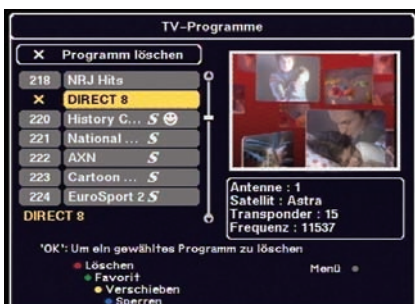 TV-Programme
× Programm löschen
218 NRJ Hits
× DIRECT 8
220 History C... S
221 National ... S
222 AXN S
223 Cartoon ... S
224 EuroSport 2 S
DIRECT 8
Antenne : 1
Satellit : Astra
Transponder : 15
Frequenz : 11537
'OK': Um ein gewähltes Programm zu löschen
Löschen
Menü
Favorit
Verschieben
Sperren